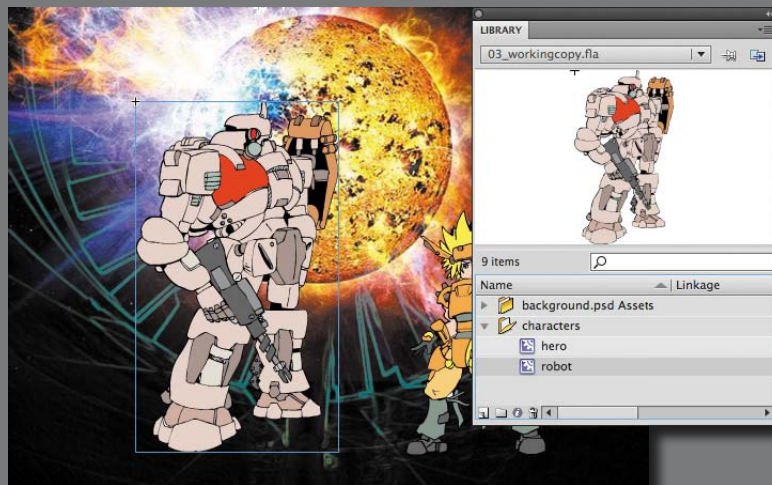 LIBRARY
03_workingcopy.fla
9 items
Name Linkage
background.psd Assets
characters
hero
robot